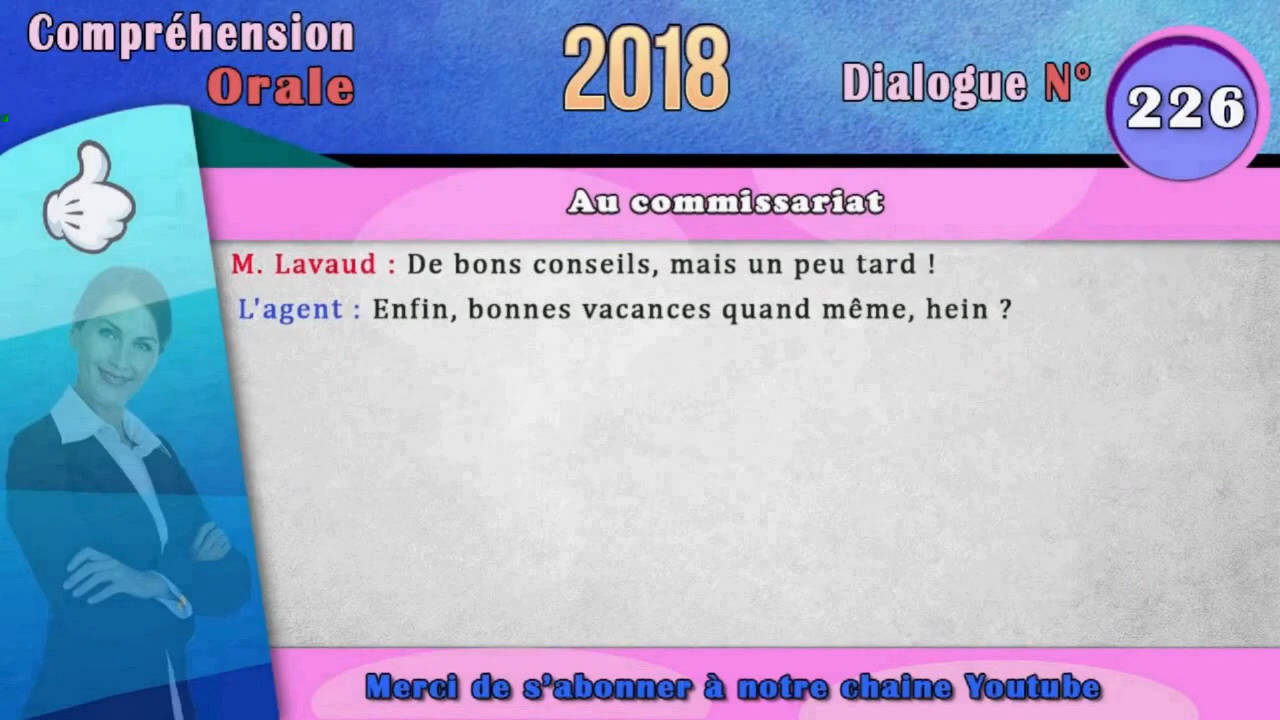 Compréhension
Orale
2018
Dialogue N°
226
Au commissariat
M. Lavaud : De bons conseils, mais un peu tard !
L'agent : Enfin, bonnes vacances quand même, hein ?
Merci de s'abonner à notre chaine Youtube